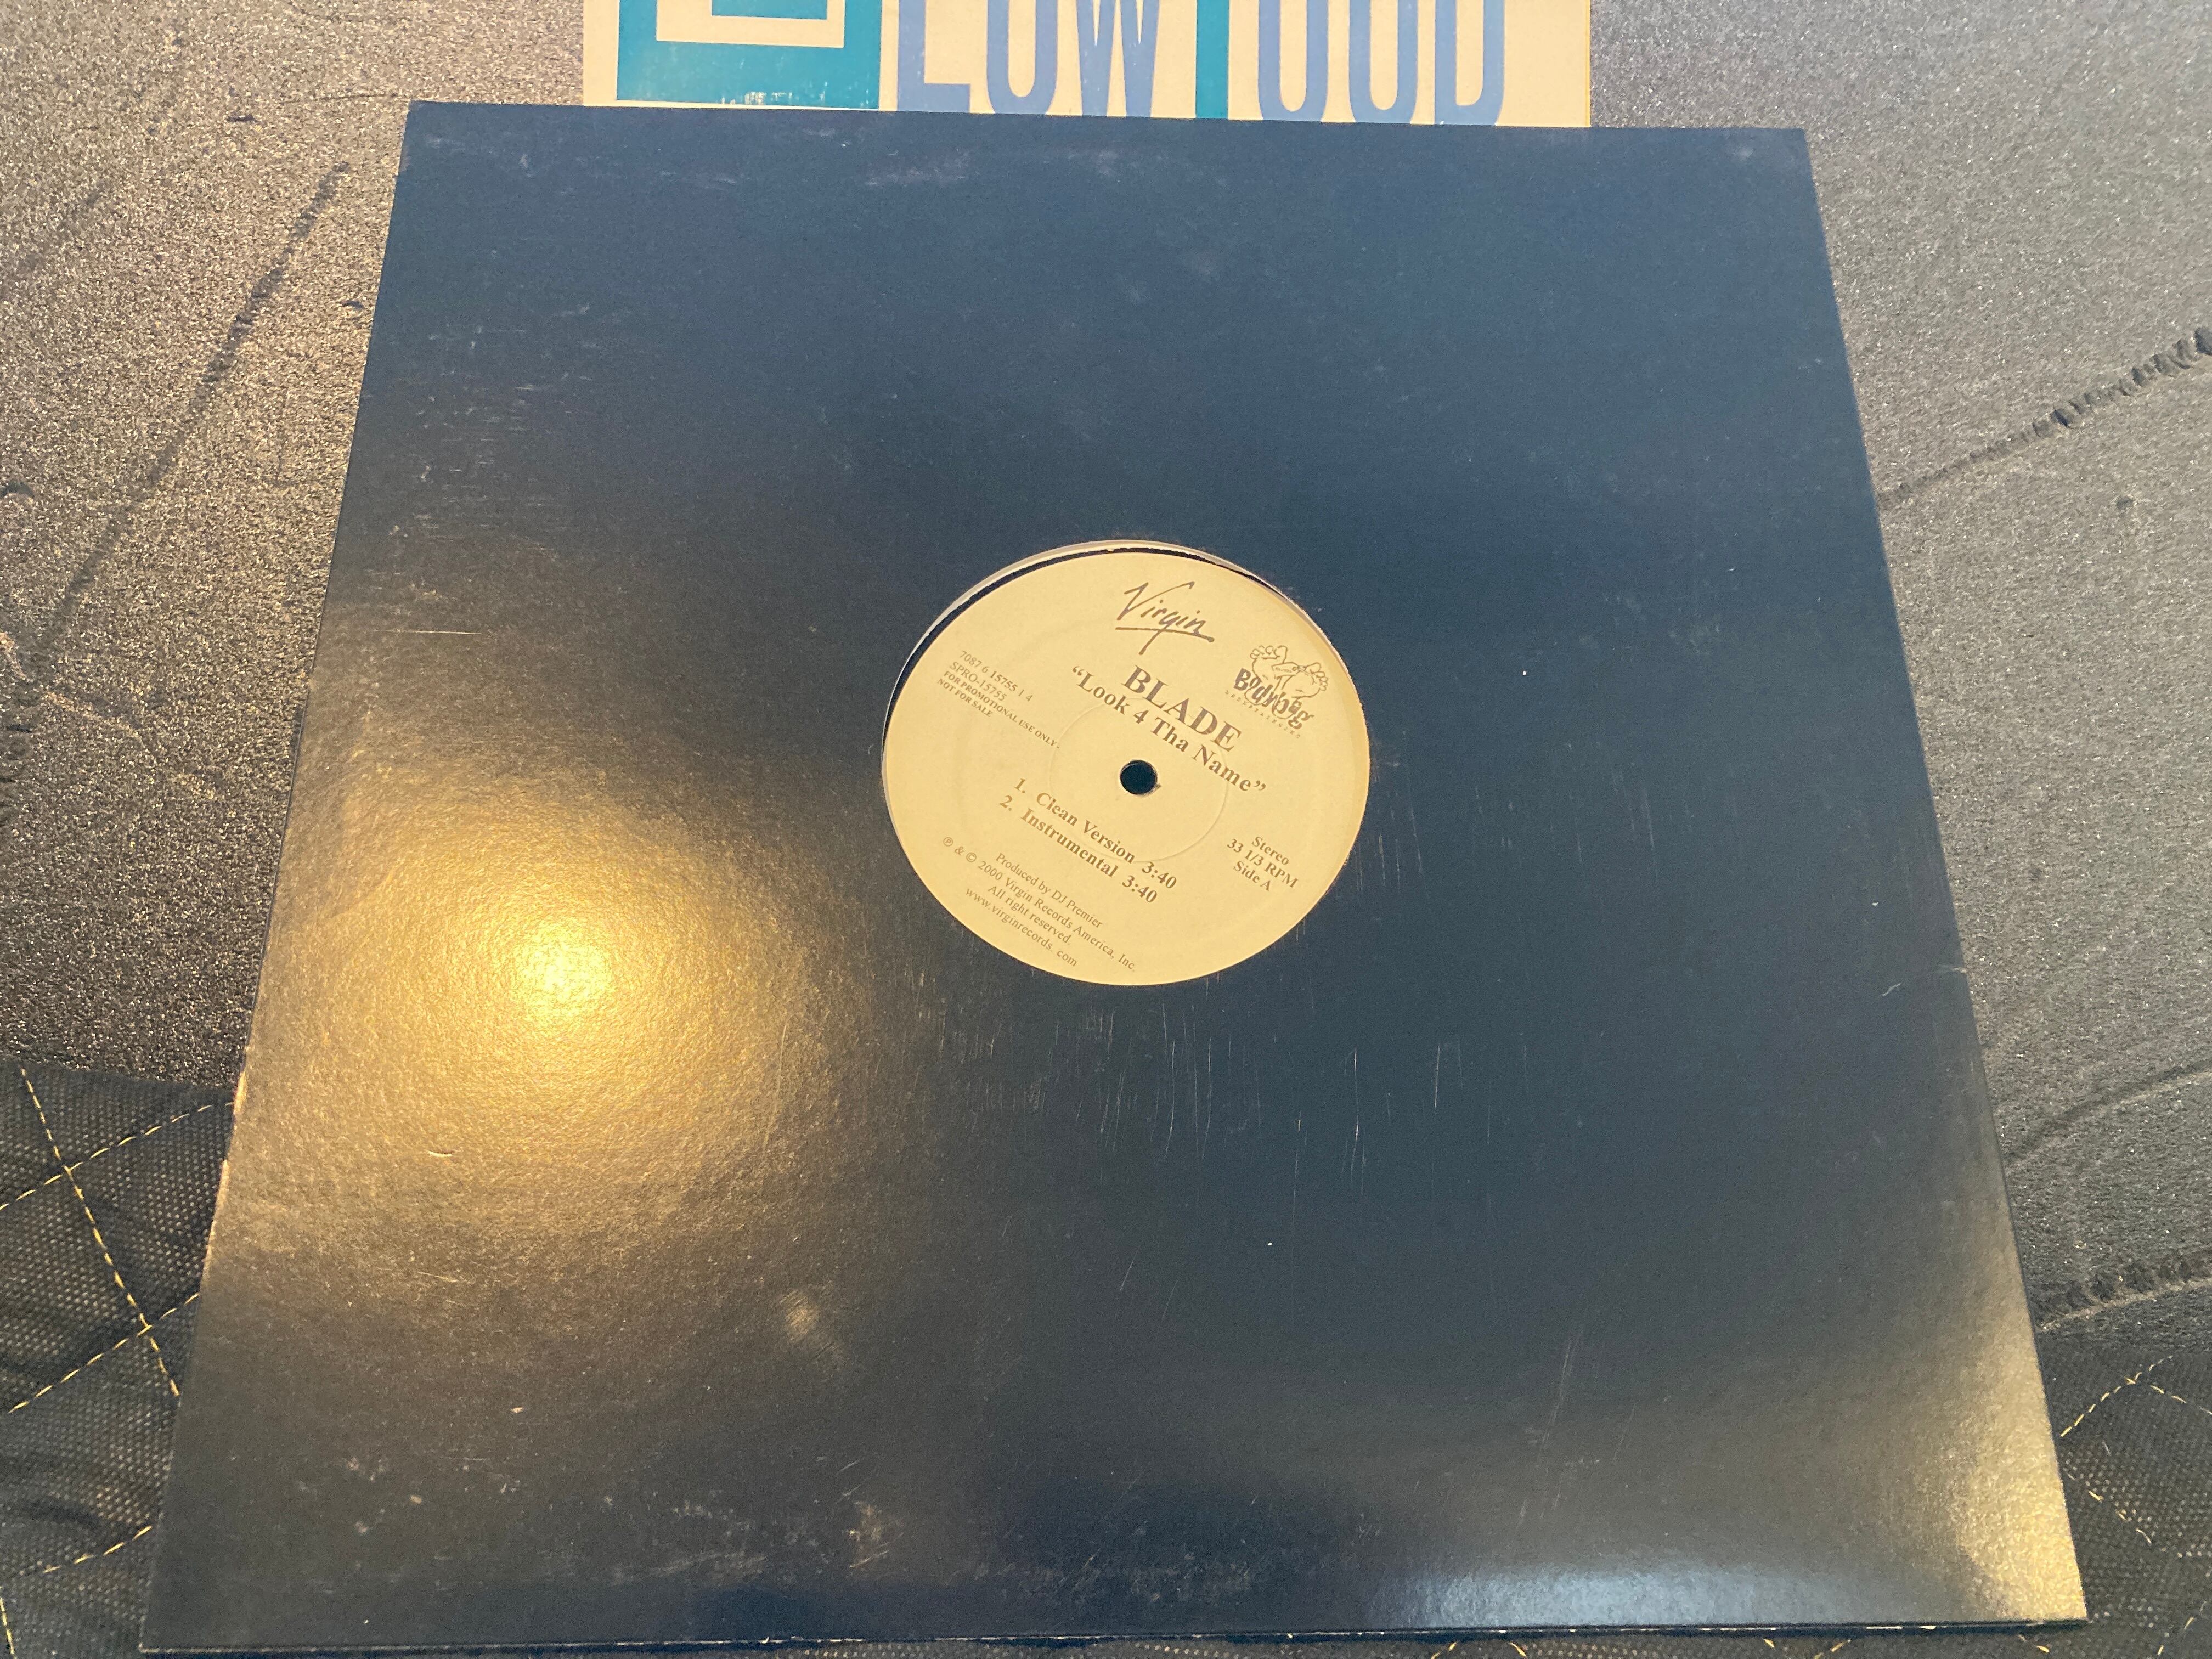 Virgin
BodyBag
7087 6 15755 1 4
SPRO-15755
FOR PROMOTIONAL USE ONLY -
NOT FOR SALE
BLADE
“Look 4 Tha Name”
1. Clean Version 3:40
2. Instrumental 3:40
Stereo
33 1/3 RPM
Side A
Produced by DJ Premier
℗ & © 2000 Virgin Records America, Inc.
All right reserved.
www.virginrecords.com